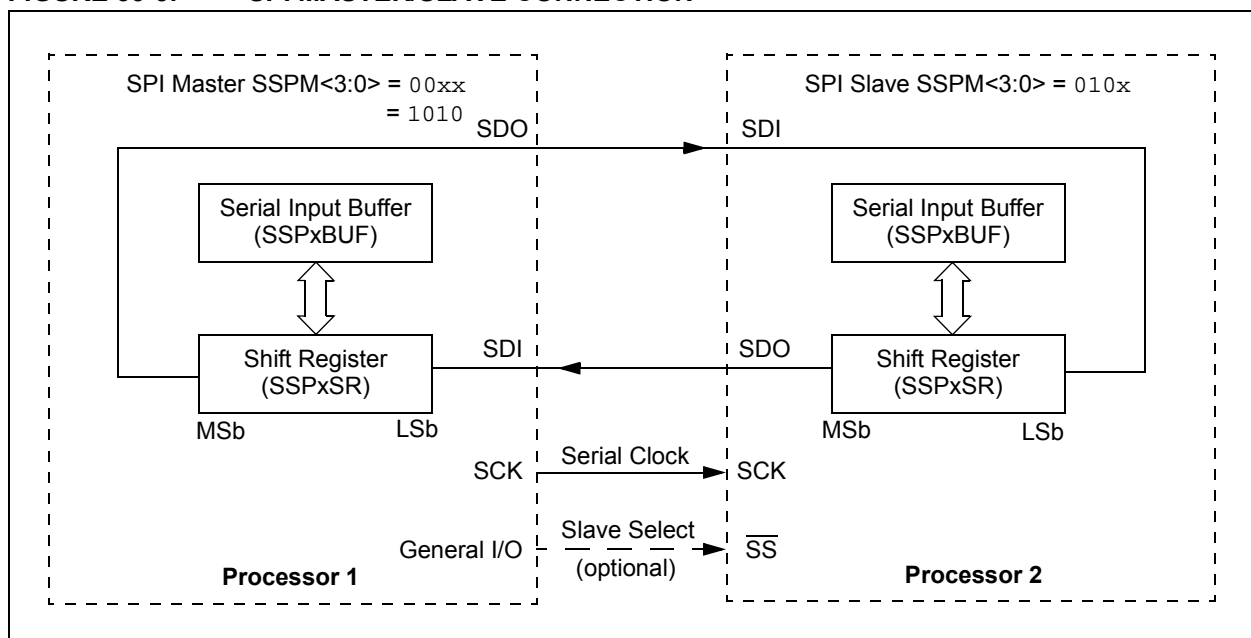 SPI Master SSPM<3:0> = 00xx
= 1010
SDO
Serial Input Buffer
(SSPxBUF)
Shift Register
(SSPxSR)
MSb
LSb
SDI
SCK
General I/O
Processor 1
Serial Clock
Slave Select
(optional)
SPI Slave SSPM<3:0> = 010x
SDI
Serial Input Buffer
(SSPxBUF)
SDO
Shift Register
(SSPxSR)
MSb
LSb
SCK
SS
Processor 2